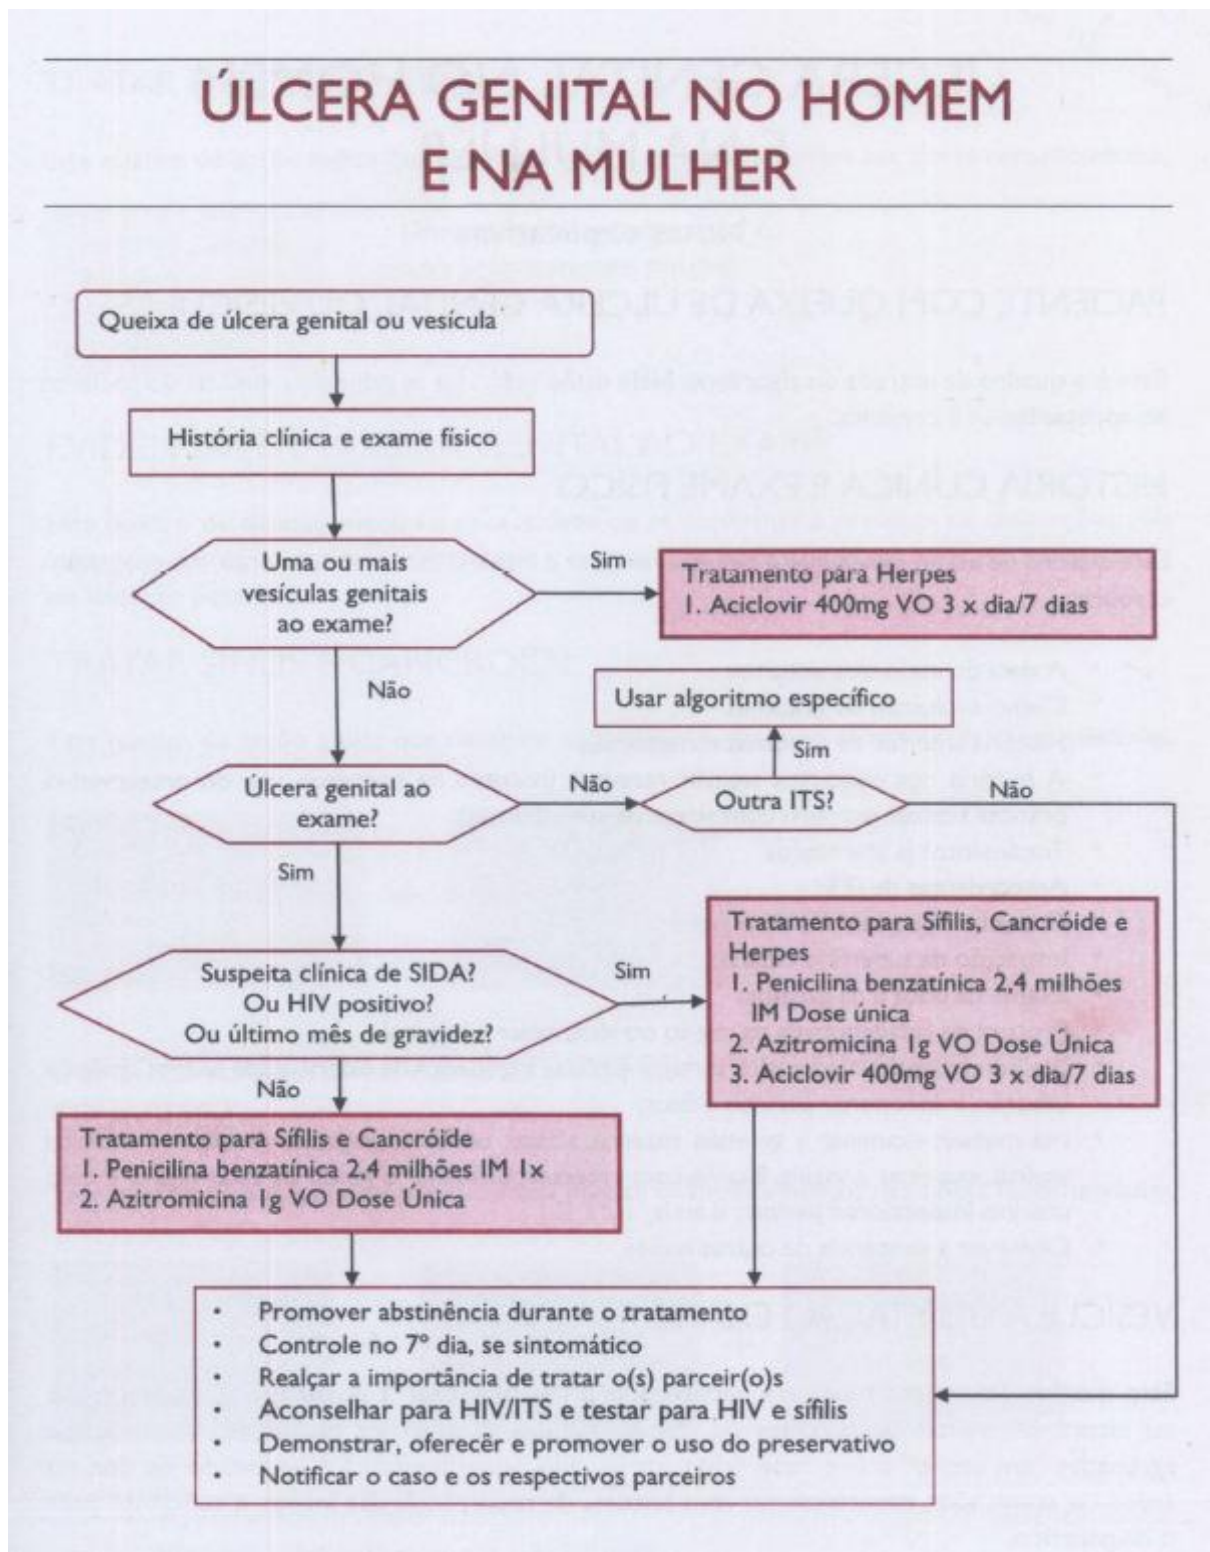 ÚLCERA GENITAL NO HOMEM
E NA MULHER
Queixa de úlcera genital ou vesícula
História clínica e exame físico
Uma ou mais
vesículas genitais
ao exame?
Sim
Tratamento para Herpes
1. Aciclovir 400mg VO 3 x dia/7 dias
Não
Usar algoritmo específico
Sim
Úlcera genital ao
exame?
Não
Outra ITS?
Não
Sim
Suspeita clínica de SIDA?
Ou HIV positivo?
Ou último mês de gravidez?
Sim
Tratamento para Sífilis, Cancróide e
Herpes
1. Penicilina benzatínica 2,4 milhões
IM Dose única
2. Azitromicina 1g VO Dose Única
3. Aciclovir 400mg VO 3 x dia/7 dias
Não
Tratamento para Sífilis e Cancróide
1. Penicilina benzatínica 2,4 milhões IM 1x
2. Azitromicina 1g VO Dose Única
• Promover abstinência durante o tratamento
• Controle no 7º dia, se sintomático
• Realçar a importância de tratar o(s) parceir(o)s
• Aconselhar para HIV/ITS e testar para HIV e sífilis
• Demonstrar, oferecêr e promover o uso do preservativo
• Notificar o caso e os respectivos parceiros